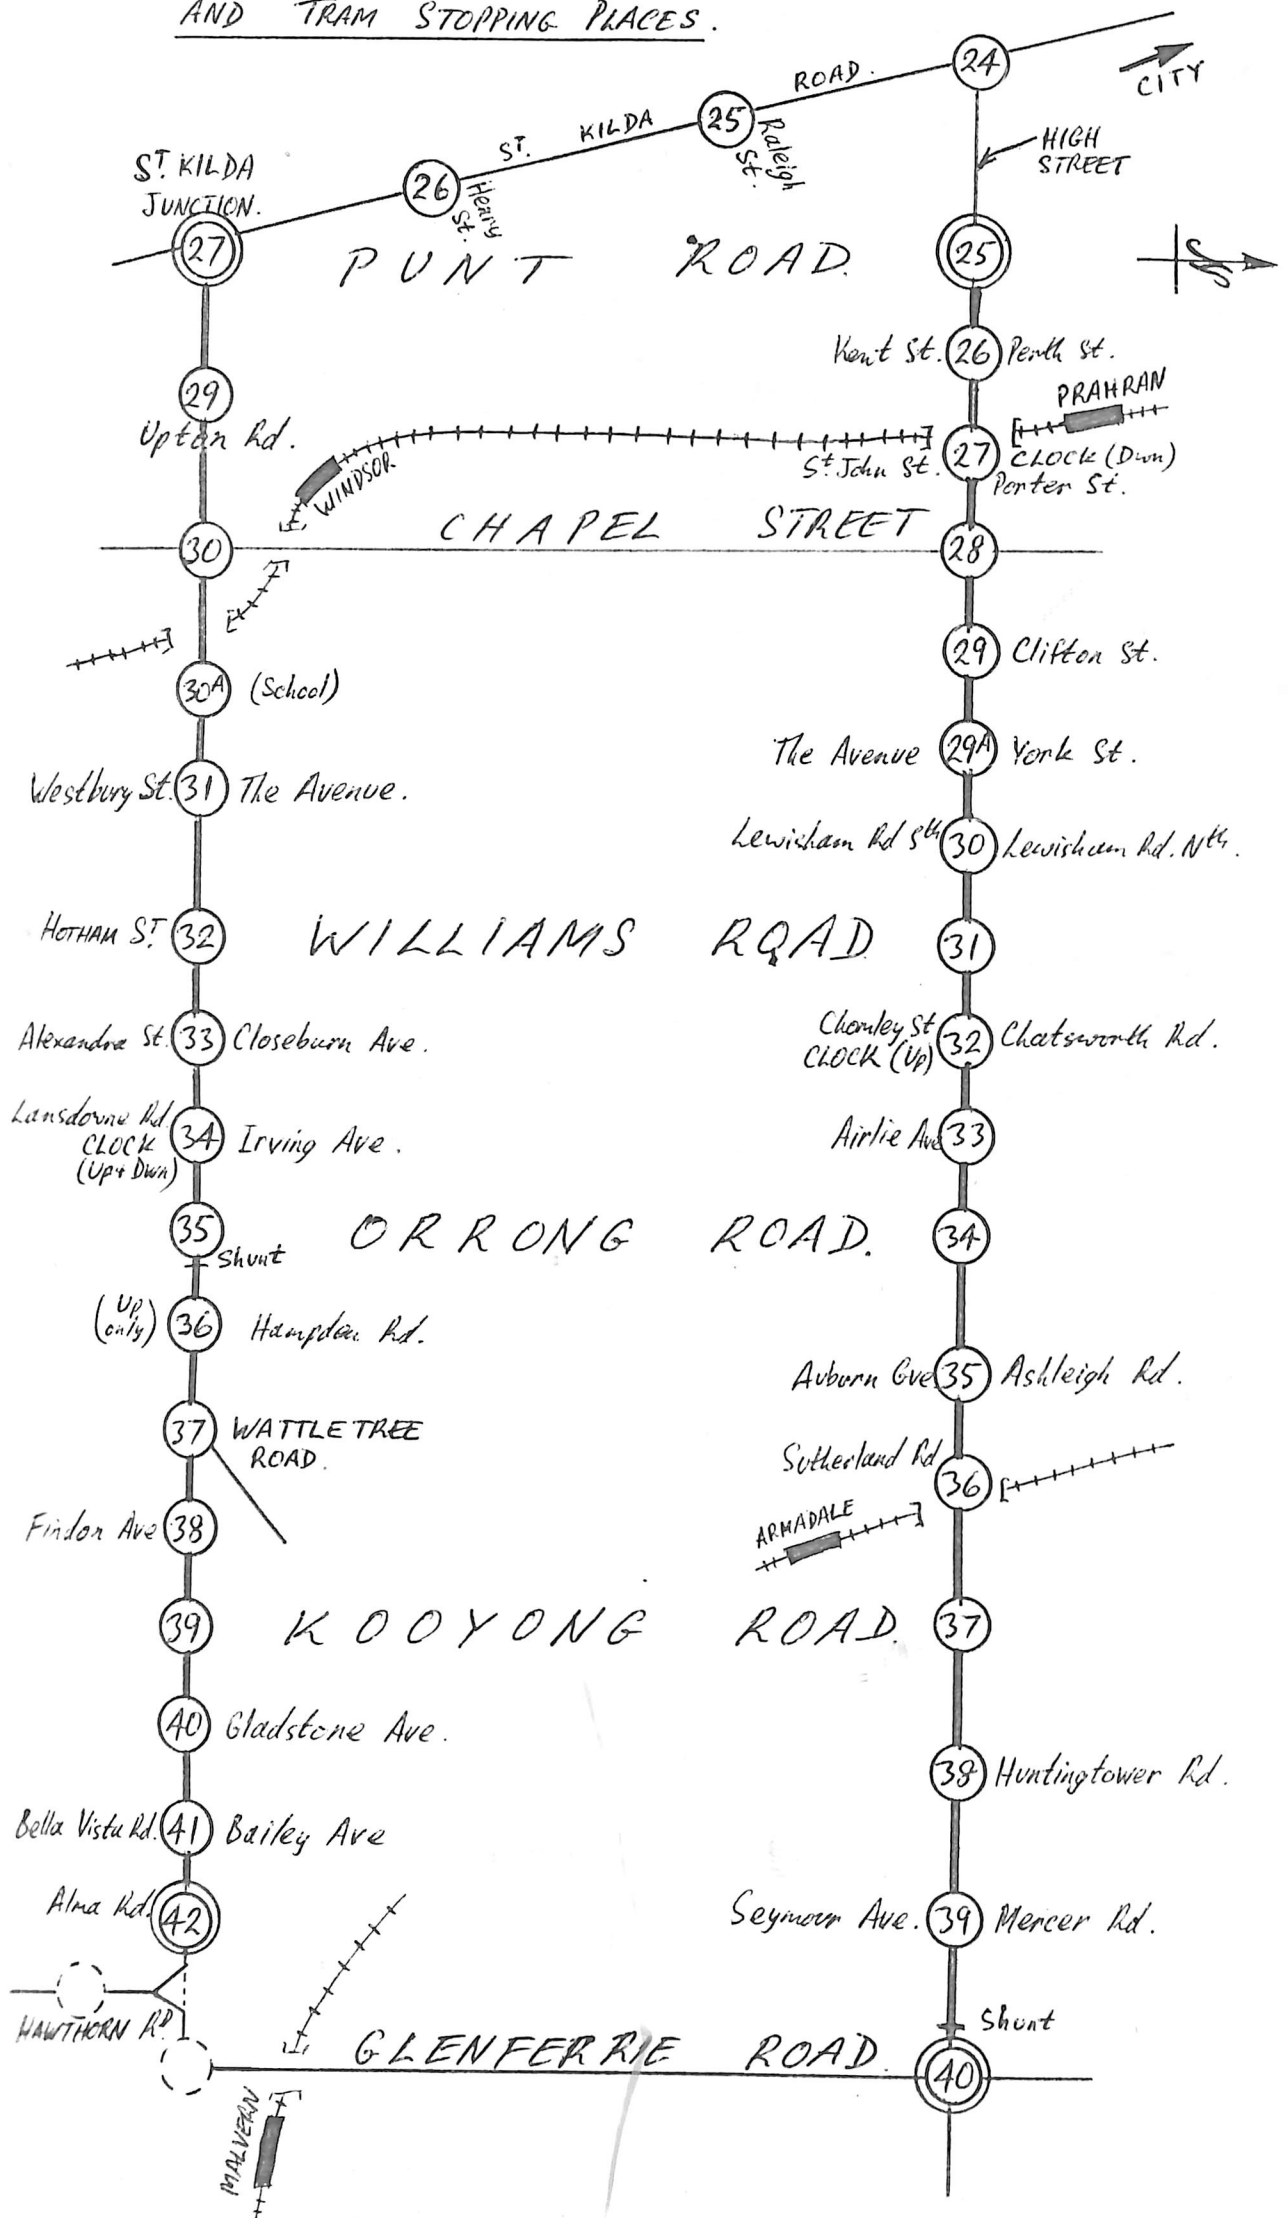 AND TRAM STOPPING PLACES.
24
CITY
ROAD.
25
KILDA
Raleigh
St.
ST.
HIGH
STREET
ST. KILDA
JUNCTION.
26
Henry
St.
27
PUNT ROAD.
25
Kent St. 26 Perth St.
29
Upton Rd.
PRAHRAN
WINDSOR
St John St. 27 CLOCK (Dwn)
Porter St.
30
CHAPEL STREET
28
29 Clifton St.
30A (School)
The Avenue 29A York St.
Westbury St. 31 The Avenue.
Lewisham Rd Sth 30 Lewisham Rd. Nth.
HOTHAM ST. 32 WILLIAMS ROAD 31
Alexandra St. 33 Closeburn Ave.
Chomley St
CLOCK (Up)
32 Chatsworth Rd.
Lansdowne Rd.
CLOCK
(Up & Dwn)
34 Irving Ave.
Airlie Ave 33
35 ORRONG ROAD. 34
Shunt
(Up only) 36 Hampden Rd.
Auburn Gve 35 Ashleigh Rd.
37 WATTLETREE
ROAD.
Sutherland Rd
36
Findon Ave 38
ARMADALE
39 KOOYONG ROAD. 37
40 Gladstone Ave.
38 Huntingtower Rd.
Bella Vista Rd. 41 Bailey Ave
Alma Rd. 42
Seymour Ave. 39 Mercer Rd.
HAWTHORN RD.
Shunt
GLENFERRIE ROAD.
40
MALVERN